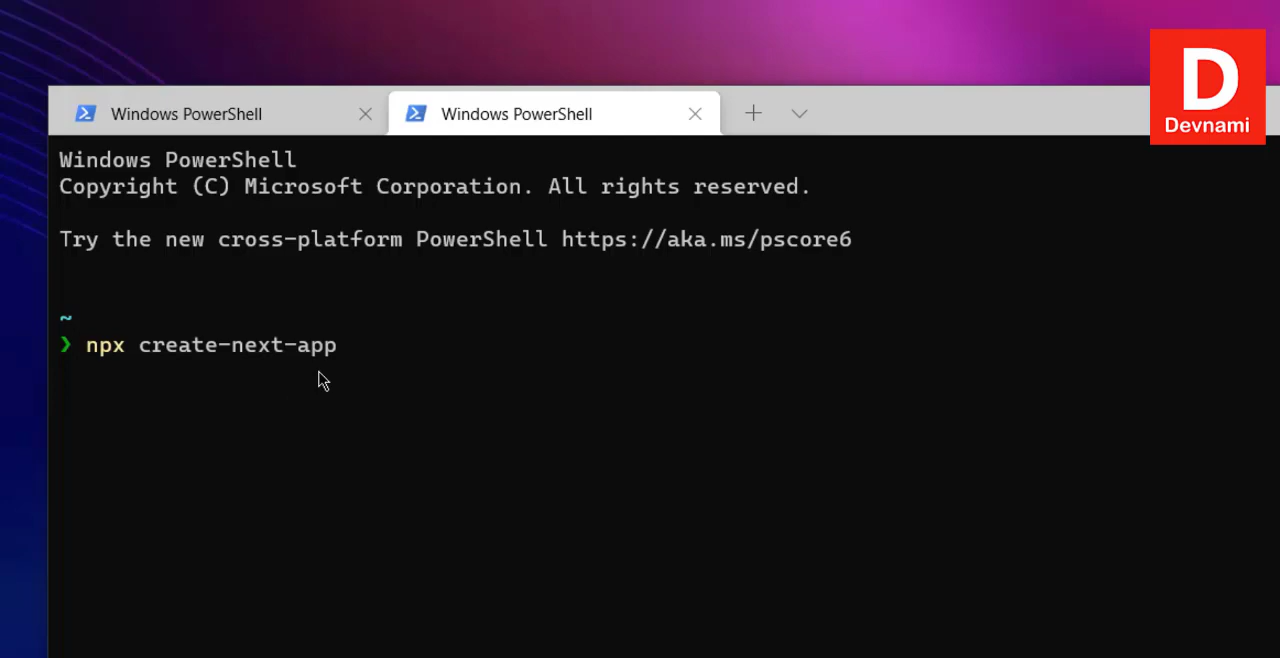 Windows PowerShell
Windows PowerShell
D
Devnami
Windows PowerShell
Copyright (C) Microsoft Corporation. All rights reserved.
Try the new cross-platform PowerShell https://aka.ms/pscore6
~
❯ npx create-next-app